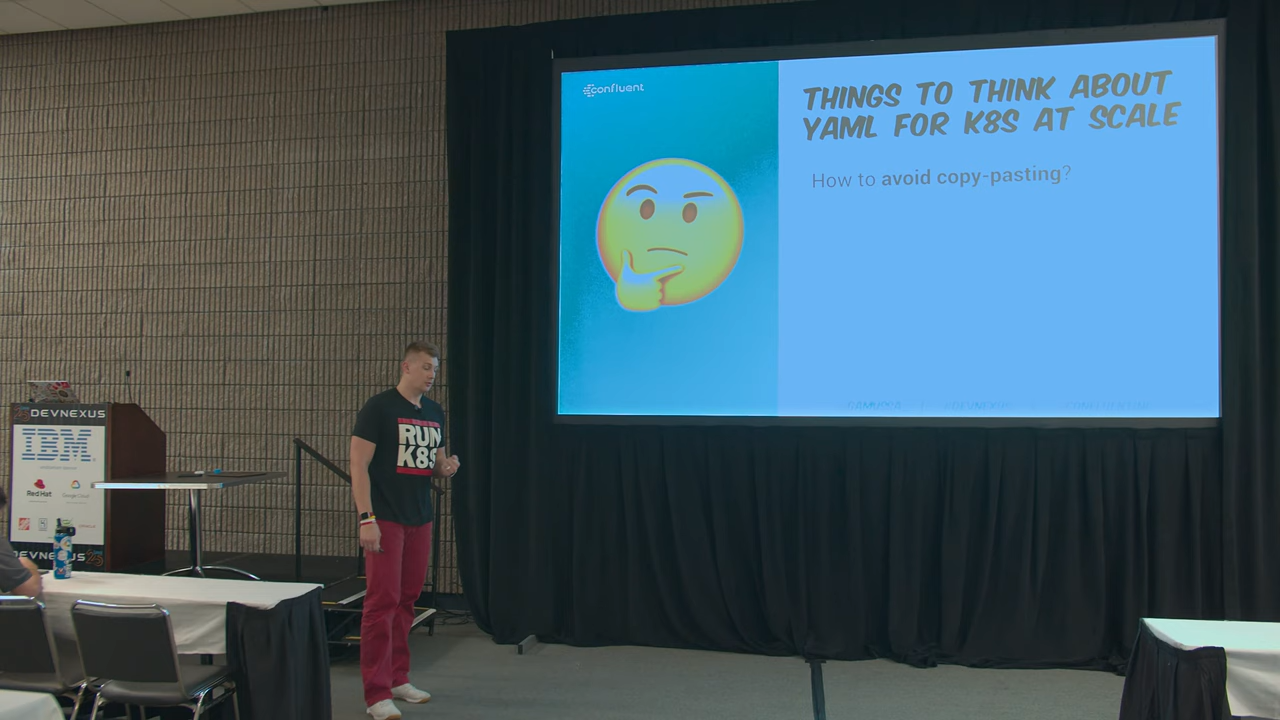 confluent
THINGS TO THINK ABOUT
YAML FOR K8S AT SCALE
How to avoid copy-pasting?
RUN
K8S
DEVNEXUS
IBM
Red Hat
Google Cloud
DEVNEXUS